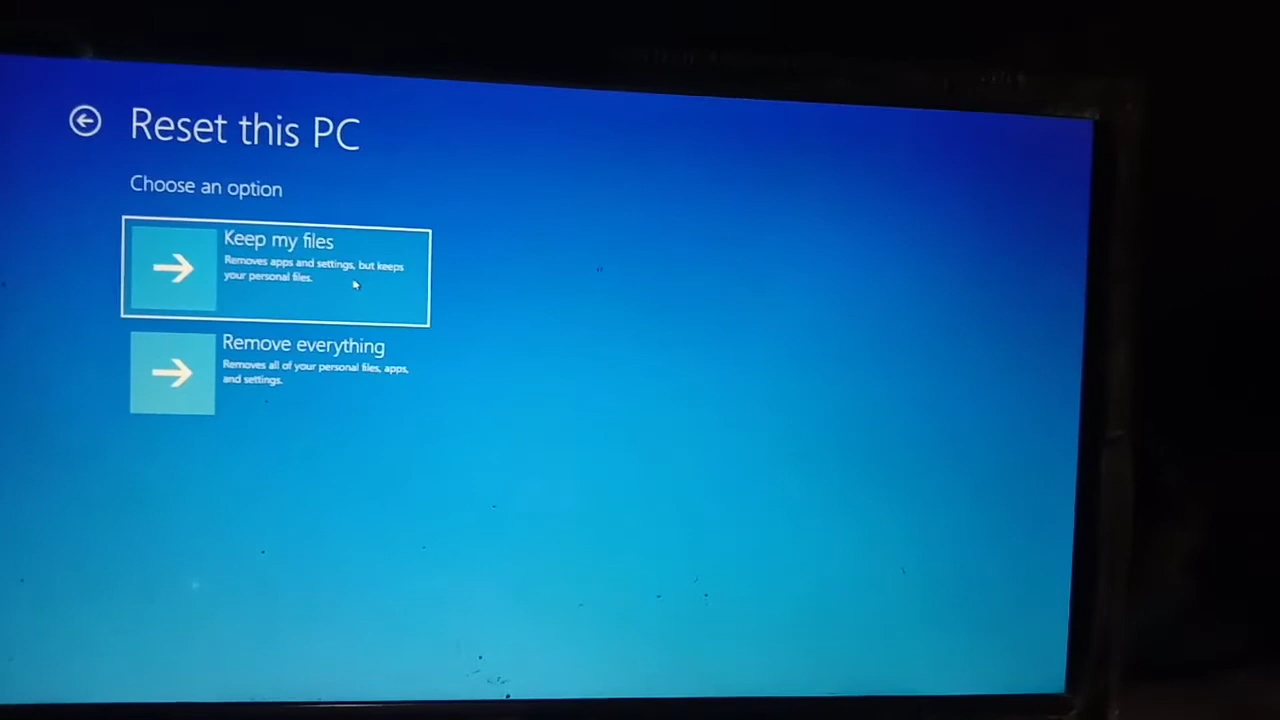 Reset this PC
Choose an option
Keep my files
Removes apps and settings, but keeps
your personal files.
Remove everything
Removes all of your personal files, apps,
and settings.